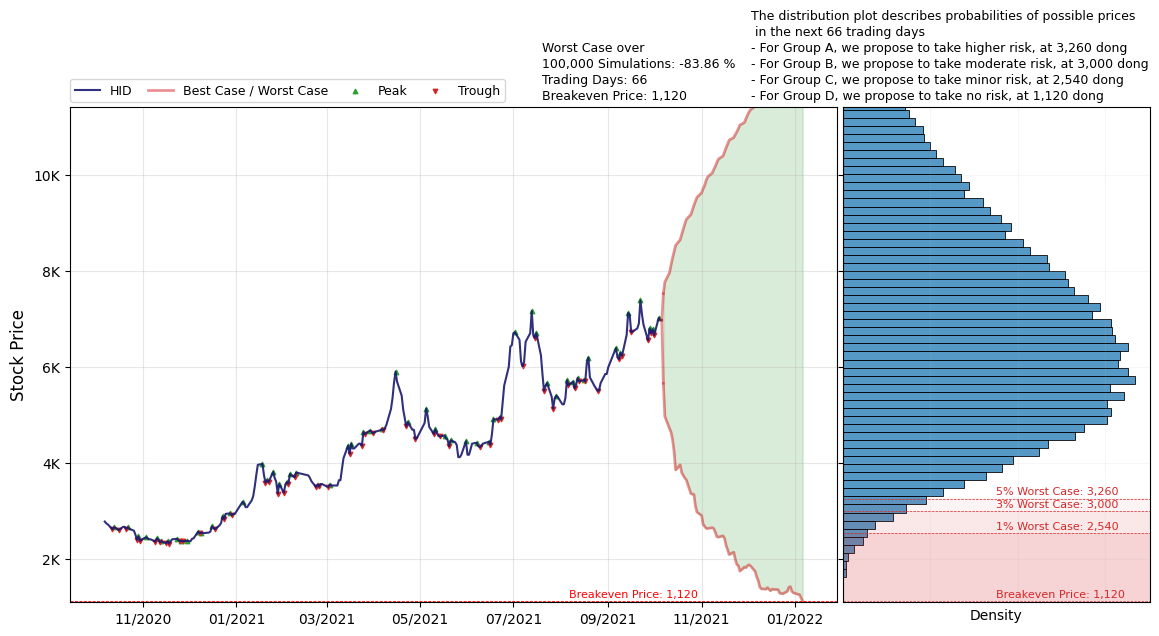 The distribution plot describes probabilities of possible prices
in the next 66 trading days
- For Group A, we propose to take higher risk, at 3,260 dong
- For Group B, we propose to take moderate risk, at 3,000 dong
- For Group C, we propose to take minor risk, at 2,540 dong
- For Group D, we propose to take no risk, at 1,120 dong
Worst Case over
100,000 Simulations: -83.86 %
Trading Days: 66
Breakeven Price: 1,120
HID
Best Case / Worst Case
Peak
Trough
Stock Price
10K
8K
6K
4K
2K
Breakeven Price: 1,120
11/2020
01/2021
03/2021
05/2021
07/2021
09/2021
11/2021
01/2022
5% Worst Case: 3,260
3% Worst Case: 3,000
1% Worst Case: 2,540
Breakeven Price: 1,120
Density